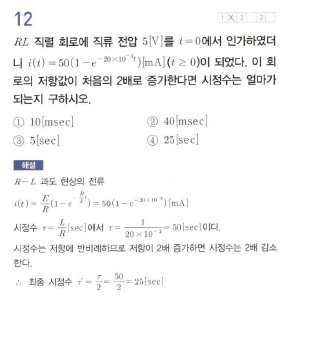 12
1 2 3
RL 직렬 회로에 직류 전압 5[V]를 t=0에서 인가하였더
니 i(t)=50(1-e^{-20×10^{-3}t})[mA](t≥0)이 되었다. 이 회
로의 저항값이 처음의 2배로 증가한다면 시정수는 얼마가
되는지 구하시오.
① 10[msec] ② 40[msec]
③ 5[sec] ④ 25[sec]
해설
R-L 과도 현상의 전류
i(t)=E/R(1-e^{-R/L t})=50(1-e^{-20×10^{-3}t})[mA]
시정수 τ=L/R[sec]에서 τ=1/(20×10^{-3})=50[sec]이다.
시정수는 저항에 반비례하므로 저항이 2배 증가하면 시정수는 2배 감소
한다.
∴ 최종 시정수 τ'=τ/2=50/2=25[sec]